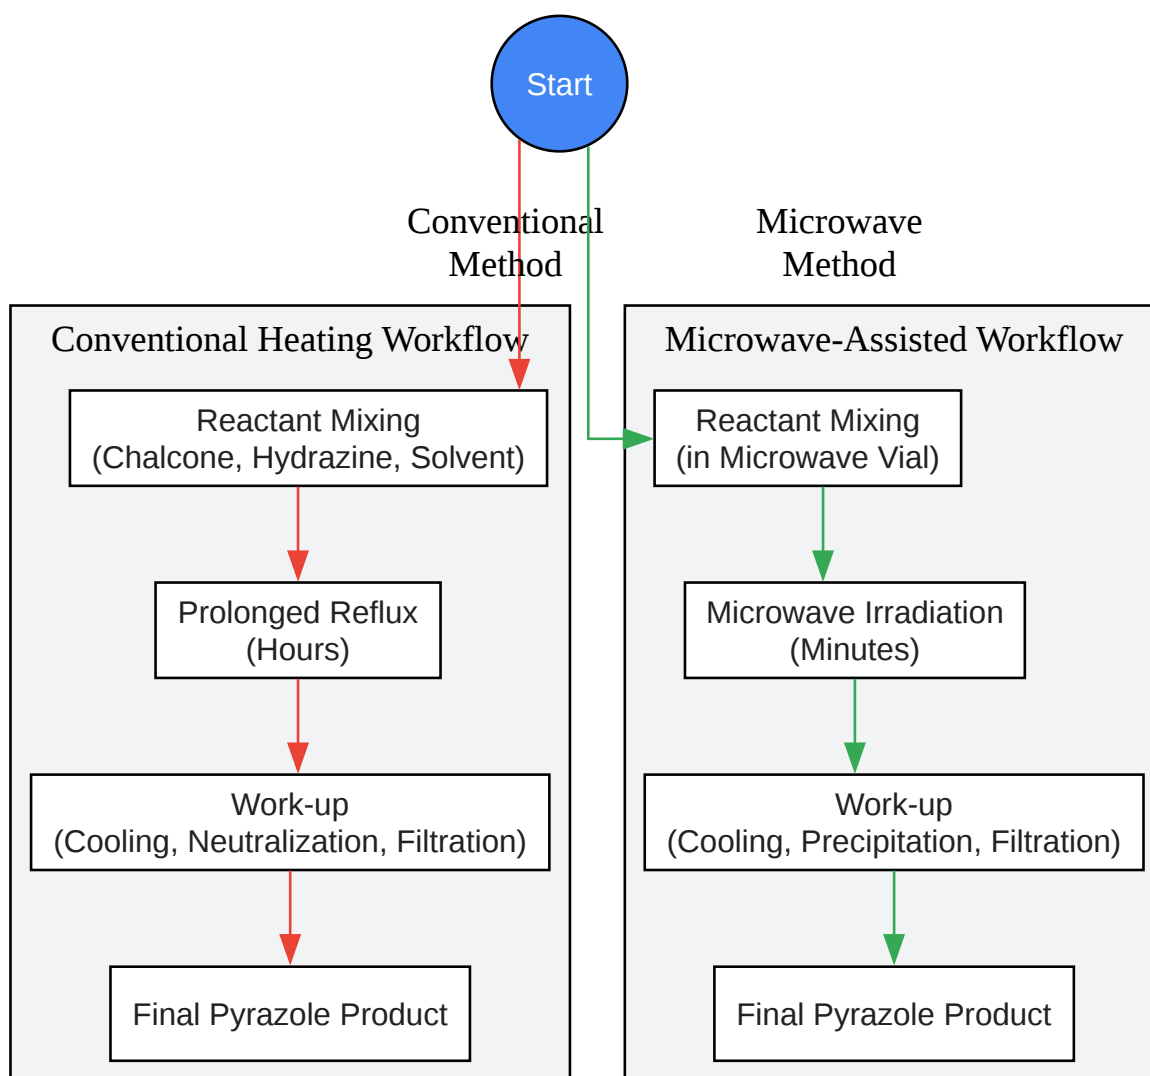 Start
Conventional
Method
Microwave
Method
Conventional Heating Workflow
Reactant Mixing
(Chalcone, Hydrazine, Solvent)
Prolonged Reflux
(Hours)
Work-up
(Cooling, Neutralization, Filtration)
Final Pyrazole Product
Microwave-Assisted Workflow
Reactant Mixing
(in Microwave Vial)
Microwave Irradiation
(Minutes)
Work-up
(Cooling, Precipitation, Filtration)
Final Pyrazole Product